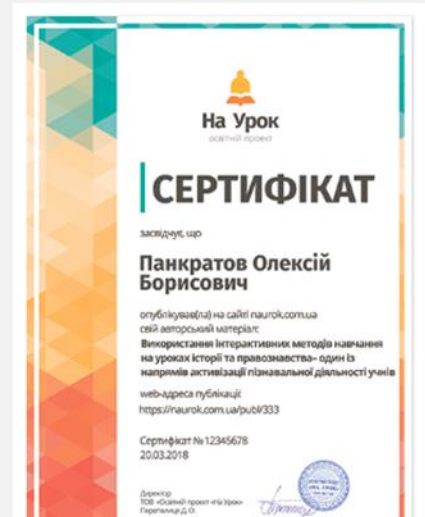 На Урок
освітній проект
СЕРТИФІКАТ
засвідчує, що
Панкратов Олексій
Борисович
опублікував(ла) на сайті naurok.com.ua
свій авторський матеріал:
Використання інтерактивних методів навчання
на уроках історії та правознавства– один із
напрямів активізації пізнавальної діяльності учнів
web-адреса публікації:
https://naurok.com.ua/publ/333
Сертифікат № 12345678
20.03.2018
Директор
ТОВ «Освітній проект «На Урок»